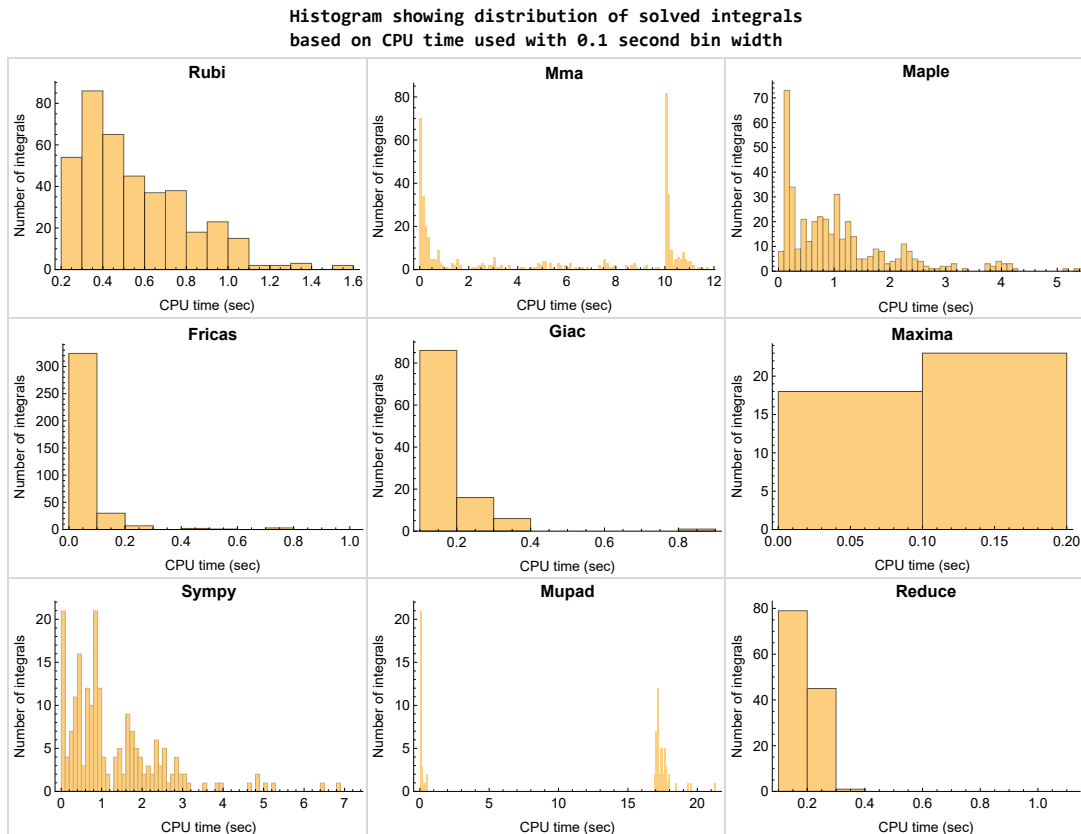 Histogram showing distribution of solved integrals
based on CPU time used with 0.1 second bin width
Rubi
Number of integrals
0 20 40 60 80
0.2 0.4 0.6 0.8 1.0 1.2 1.4 1.6
CPU time (sec)
Mma
Number of integrals
0 20 40 60 80
0 2 4 6 8 10 12
CPU time (sec)
Maple
Number of integrals
0 10 20 30 40 50 60 70
0 1 2 3 4 5
CPU time (sec)
Fricas
Number of integrals
0 50 100 150 200 250 300
0.0 0.2 0.4 0.6 0.8 1.0
CPU time (sec)
Giac
Number of integrals
0 20 40 60 80
0.2 0.4 0.6 0.8
CPU time (sec)
Maxima
Number of integrals
0 5 10 15 20
0.00 0.05 0.10 0.15 0.20
CPU time (sec)
Sympy
Number of integrals
0 5 10 15 20
0 1 2 3 4 5 6 7
CPU time (sec)
Mupad
Number of integrals
0 5 10 15 20
0 5 10 15 20
CPU time (sec)
Reduce
Number of integrals
0 20 40 60 80
0.2 0.4 0.6 0.8 1.0
CPU time (sec)